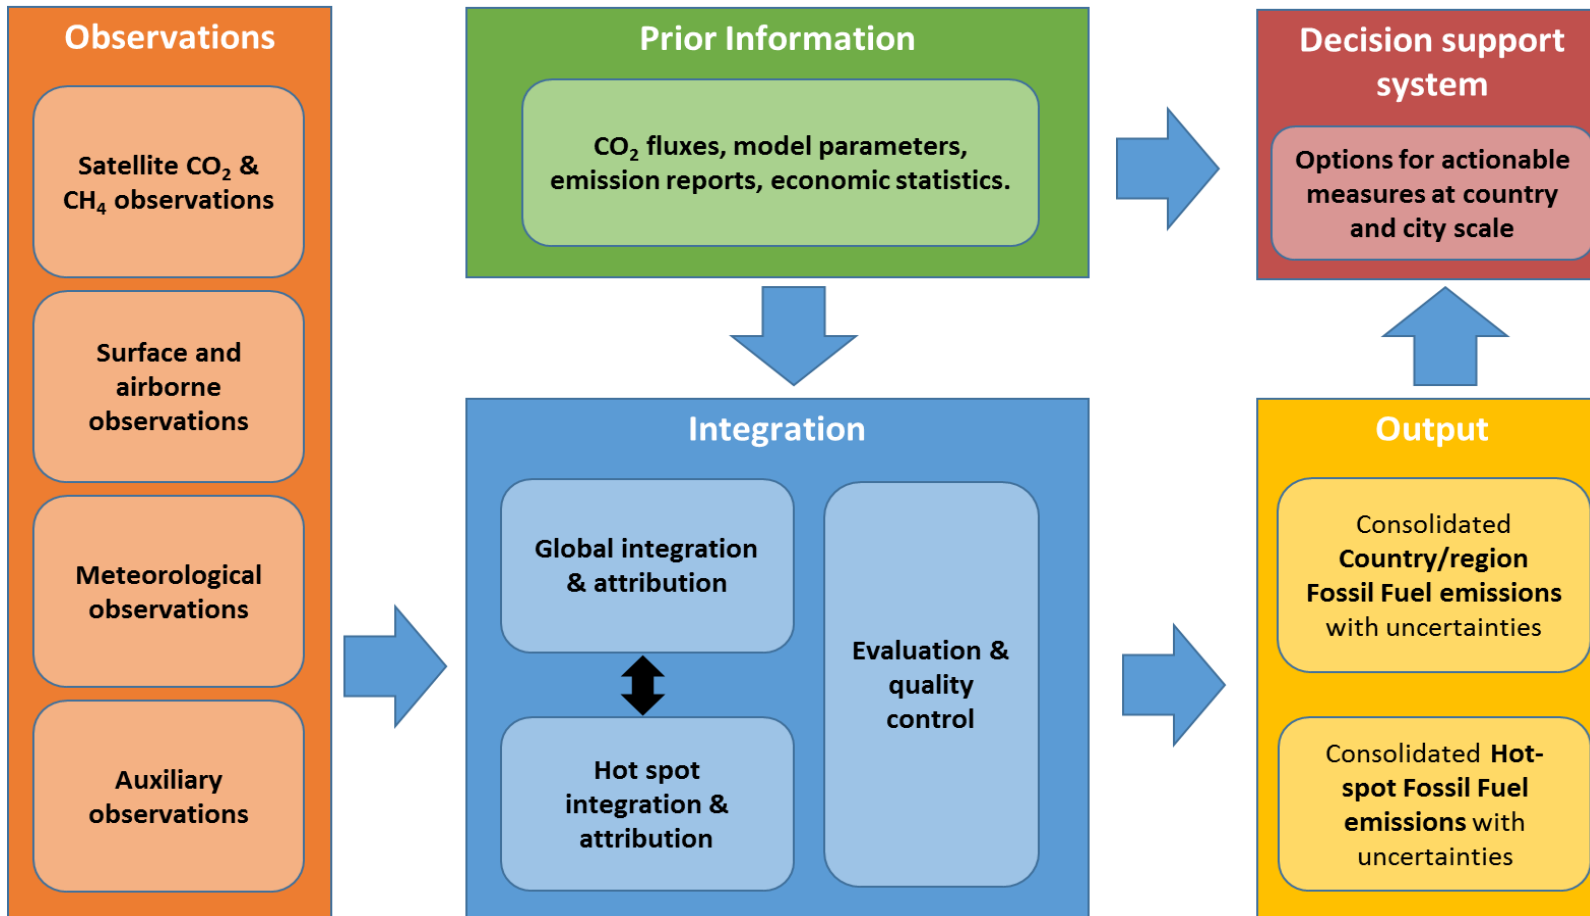 Observations
Satellite CO₂ &
CH₄ observations
Surface and
airborne
observations
Meteorological
observations
Auxiliary
observations
Prior Information
CO₂ fluxes, model parameters,
emission reports, economic statistics.
Decision support
system
Options for actionable
measures at country
and city scale
Integration
Global integration
& attribution
Hot spot
integration &
attribution
Evaluation &
quality
control
Output
Consolidated
Country/region
Fossil Fuel emissions
with uncertainties
Consolidated Hot-
spot Fossil Fuel
emissions with
uncertainties